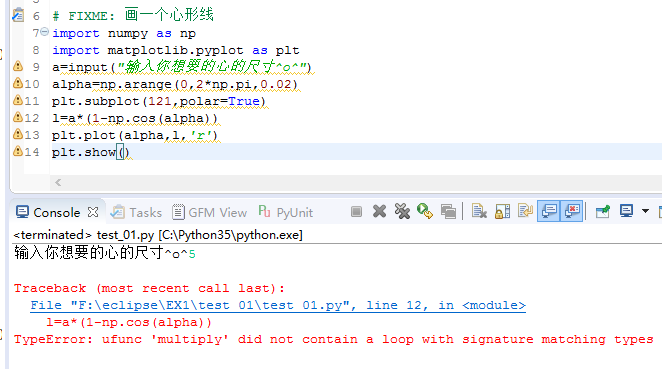 6 # FIXME: 画一个心形线
7 import numpy as np
8 import matplotlib.pyplot as plt
9 a=input("输入你想要的心的尺寸^o^")
10 alpha=np.arange(0,2*np.pi,0.02)
11 plt.subplot(121,polar=True)
12 l=a*(1-np.cos(alpha))
13 plt.plot(alpha,l,'r')
14 plt.show()
Console Tasks GFM View PyUnit
<terminated> test_01.py [C:\Python35\python.exe]
输入你想要的心的尺寸^o^5
Traceback (most recent call last):
File "F:\eclipse\EX1\test_01\test_01.py", line 12, in <module>
l=a*(1-np.cos(alpha))
TypeError: ufunc 'multiply' did not contain a loop with signature matching types